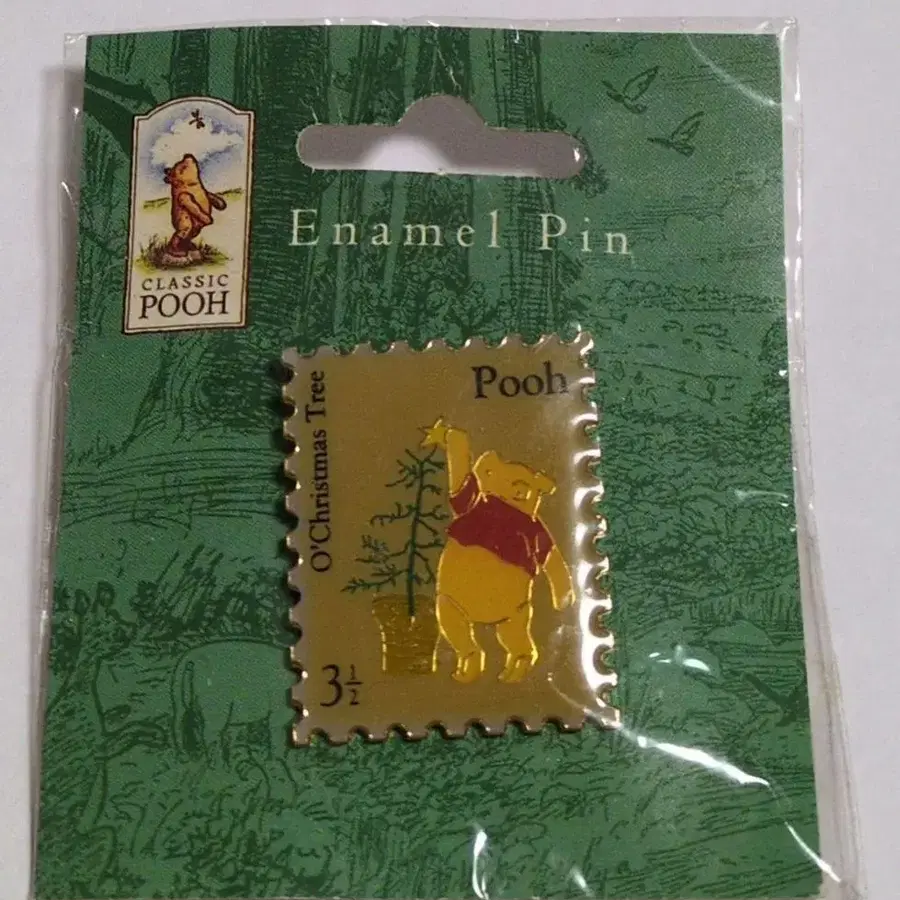 CLASSIC
POOH
Enamel Pin
Pooh
O'Christmas Tree
3½